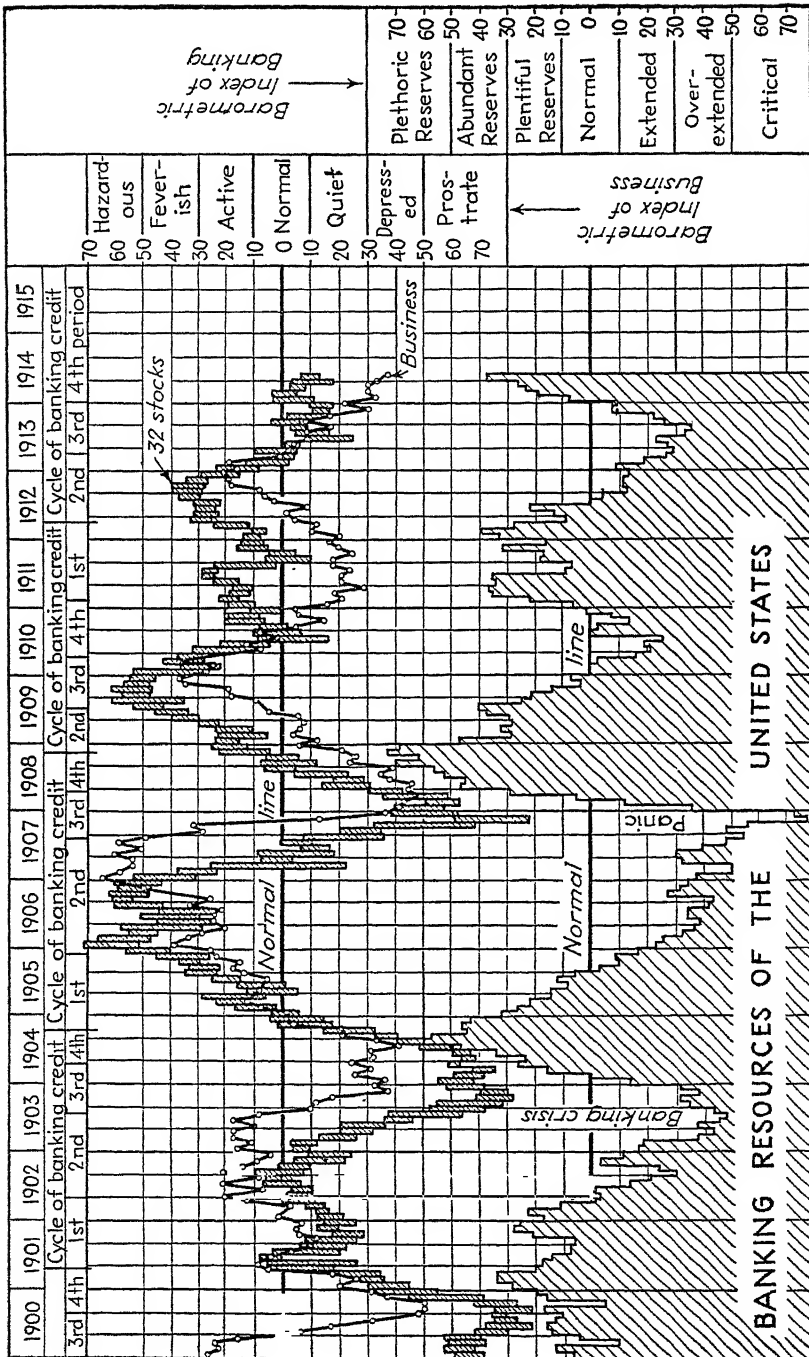 1900 1901 1902 1903 1904 1905 1906 1907 1908 1909 1910 1911 1912 1913 1914 1915
Cycle of banking credit Cycle of banking credit Cycle of banking credit Cycle of banking credit
3rd 4th 1st 2nd 3rd 4th 1st 2nd 3rd 4th 2nd 3rd 4th 1st 2nd 3rd 4th period
32 stocks
Business
Normal line
Normal line
Banking crisis
Panic
BANKING RESOURCES OF THE UNITED STATES
70
60
50
40
30
20
10
0
10
20
30
40
50
60
70
Hazard-
ous
Fever-
ish
Active
Normal
Quiet
Depress-
ed
Pros-
trate
Barometric
Index of
Business
Barometric
Index of
Banking
Plethoric
Reserves
Abundant
Reserves
Plentiful
Reserves
Normal
Extended
Over-
extended
Critical
70
60
50
40
30
20
10
0
10
20
30
40
50
60
70